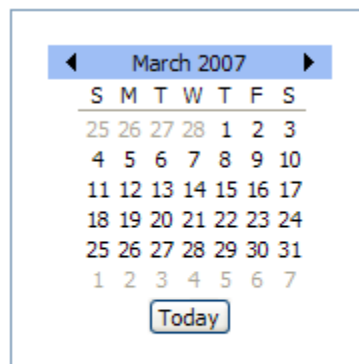 March 2007
S M T W T F S
25 26 27 28 1 2 3
4 5 6 7 8 9 10
11 12 13 14 15 16 17
18 19 20 21 22 23 24
25 26 27 28 29 30 31
1 2 3 4 5 6 7
Today